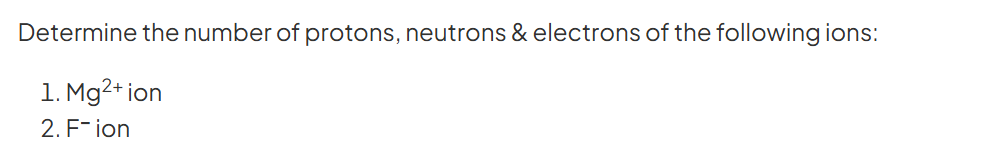 Determine the number of protons, neutrons & electrons of the following ions:
1. Mg²⁺ ion
2. F⁻ ion